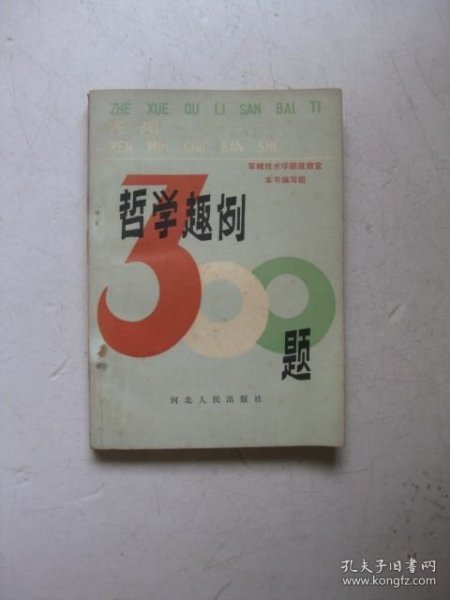 ZHE XUE QU LI SAN BAI TI
HE BEI
REN MIN CHU BAN SHE
军械技术学院政教室
本书编写组
哲学趣例
300
题
河北人民出版社
孔夫子旧书网
www.kongfz.com